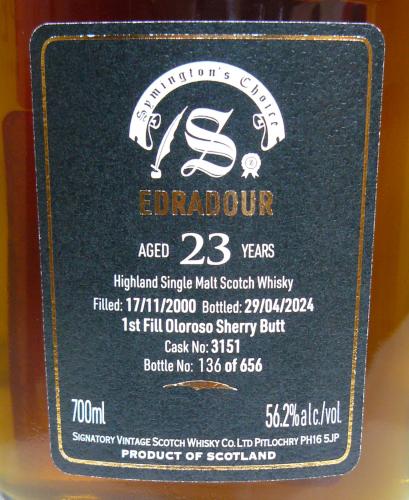 Symington's Choice
S.
EDRADOUR
AGED 23 YEARS
Highland Single Malt Scotch Whisky
Filled: 17/11/2000 Bottled: 29/04/2024
1st Fill Oloroso Sherry Butt
Cask No: 3151
Bottle No: 136 of 656
700ml 56.2%alc./vol
SIGNATORY VINTAGE SCOTCH WHISKY CO. LTD PITLOCHRY PH16 5JP
PRODUCT OF SCOTLAND